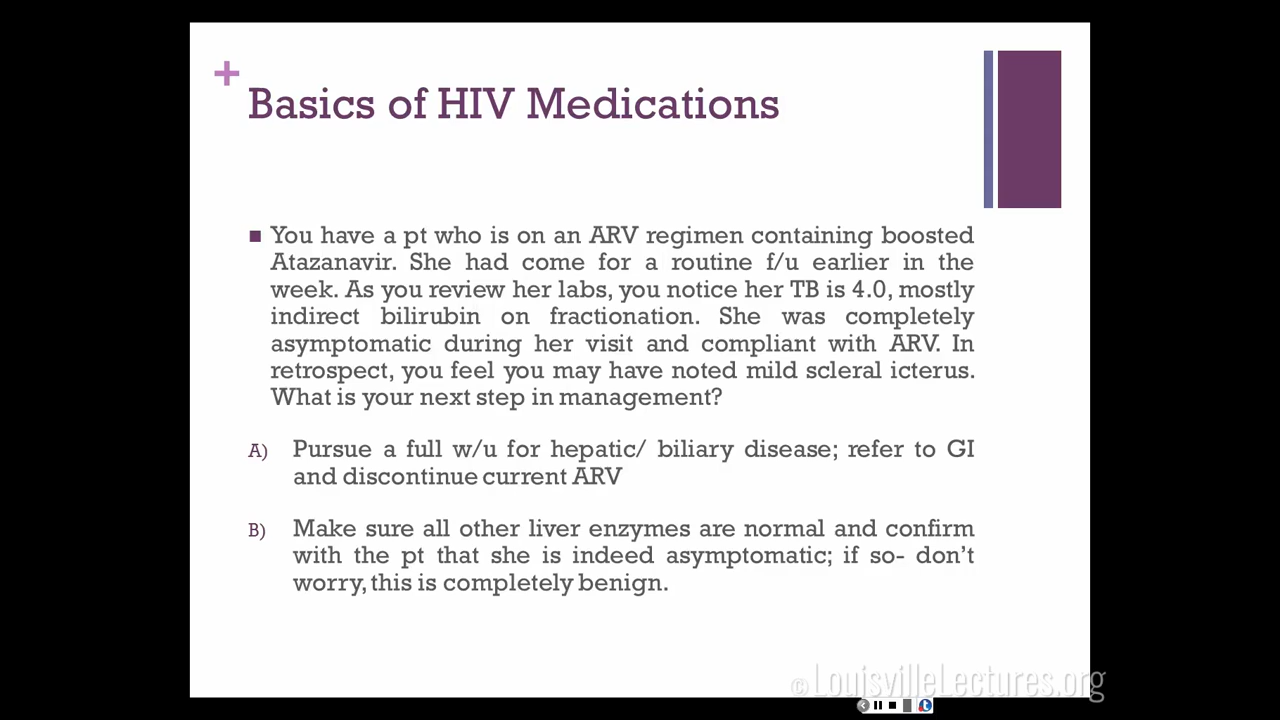 +
Basics of HIV Medications
You have a pt who is on an ARV regimen containing boosted
Atazanavir. She had come for a routine f/u earlier in the
week. As you review her labs, you notice her TB is 4.0, mostly
indirect bilirubin on fractionation. She was completely
asymptomatic during her visit and compliant with ARV. In
retrospect, you feel you may have noted mild scleral icterus.
What is your next step in management?
A) Pursue a full w/u for hepatic/ biliary disease; refer to GI
and discontinue current ARV
B) Make sure all other liver enzymes are normal and confirm
with the pt that she is indeed asymptomatic; if so- don't
worry, this is completely benign.
© LouisvilleLectures.org